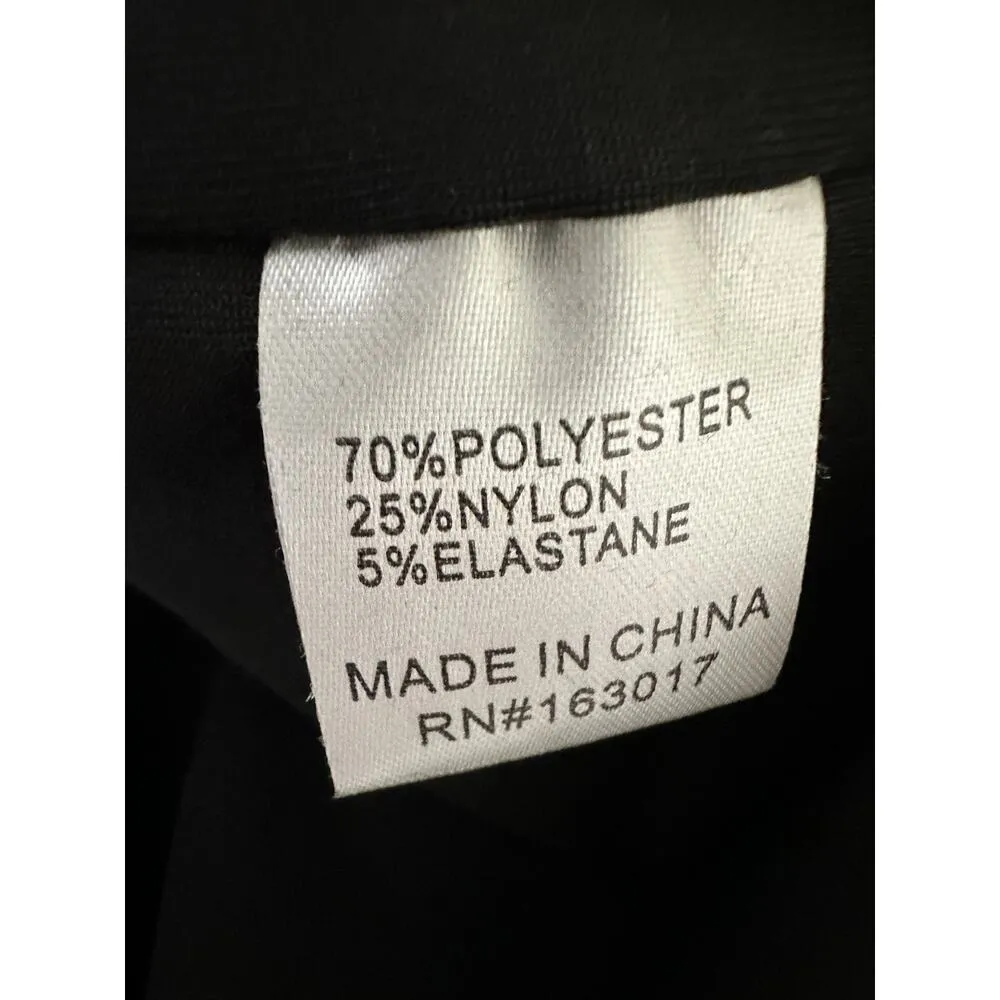 70%POLYESTER
25%NYLON
5%ELASTANE
MADE IN CHINA
RN#163017